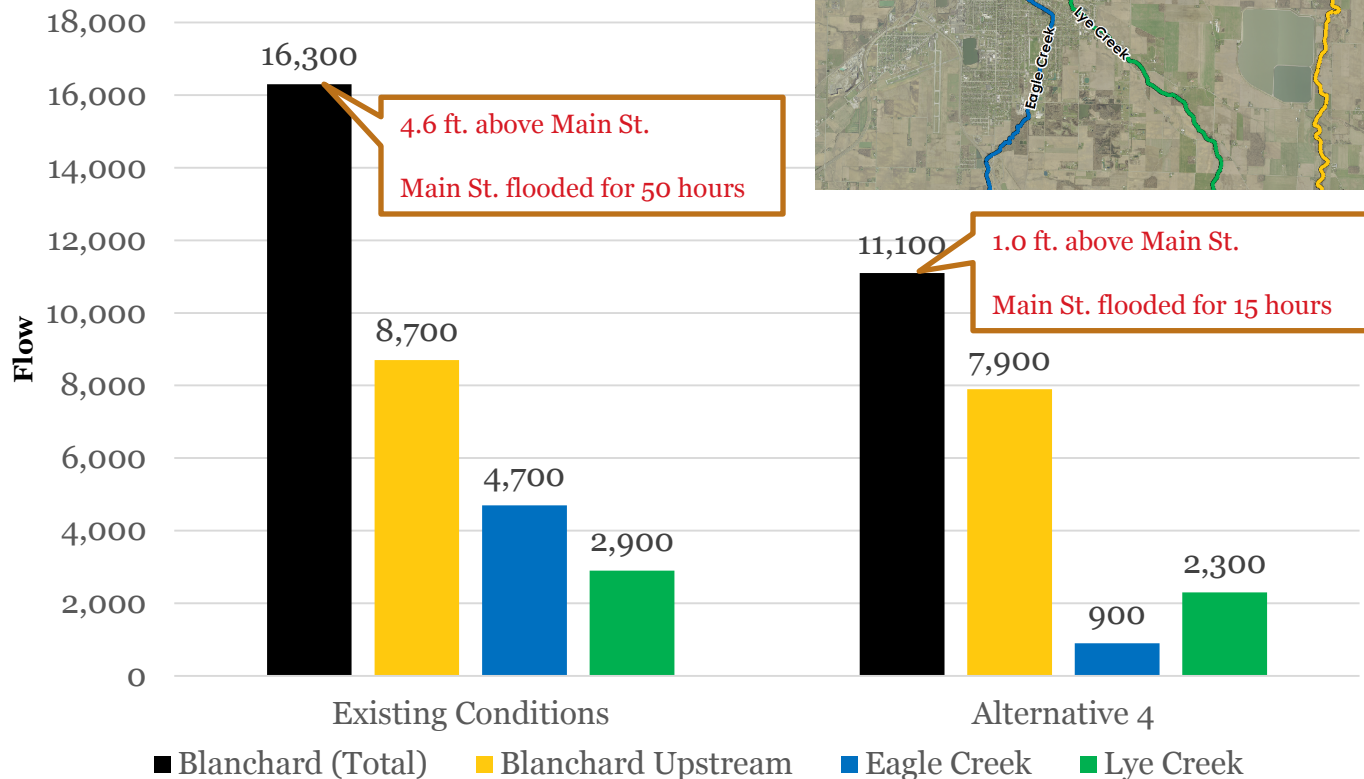 18,000
16,000
14,000
12,000
10,000
8,000
6,000
4,000
2,000
0
Flow
16,300
8,700
4,700
2,900
4.6 ft. above Main St.
Main St. flooded for 50 hours
11,100
7,900
900
2,300
1.0 ft. above Main St.
Main St. flooded for 15 hours
Eagle Creek
Lye Creek
Existing Conditions
Alternative 4
Blanchard (Total)
Blanchard Upstream
Eagle Creek
Lye Creek